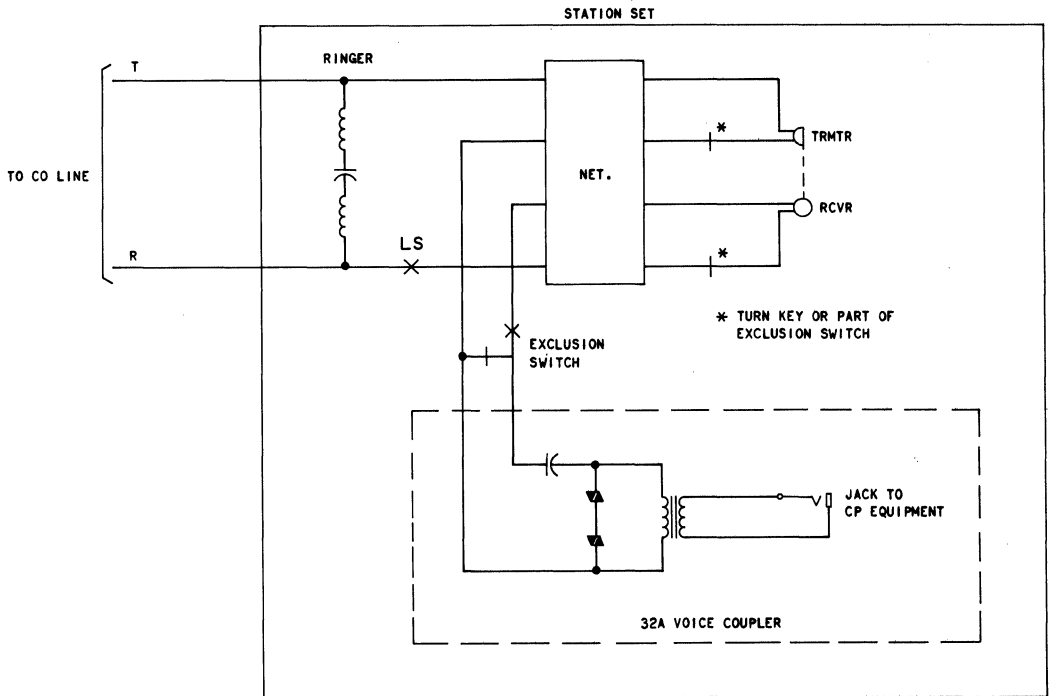 STATION SET
RINGER
T
TO CO LINE
R
LS
NET.
*
TRMTR
RCVR
*
* TURN KEY OR PART OF
EXCLUSION SWITCH
EXCLUSION
SWITCH
JACK TO
CP EQUIPMENT
32A VOICE COUPLER